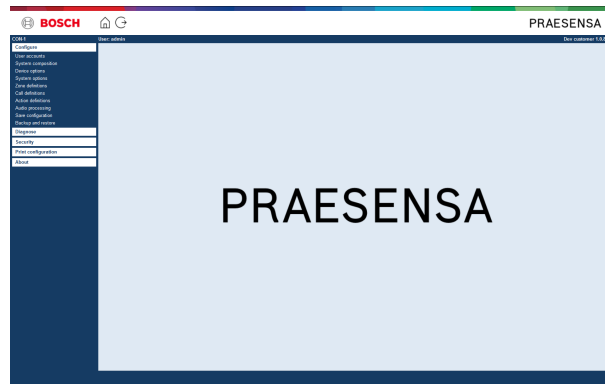 BOSCH
PRAESENSA
CON-1
User: admin
Dev customer 1.0.8
Configure
User accounts
System composition
Device options
System options
Zone definitions
Call definitions
Action definitions
Audio processing
Save configuration
Backup and restore
Diagnose
Security
Print configuration
About
PRAESENSA